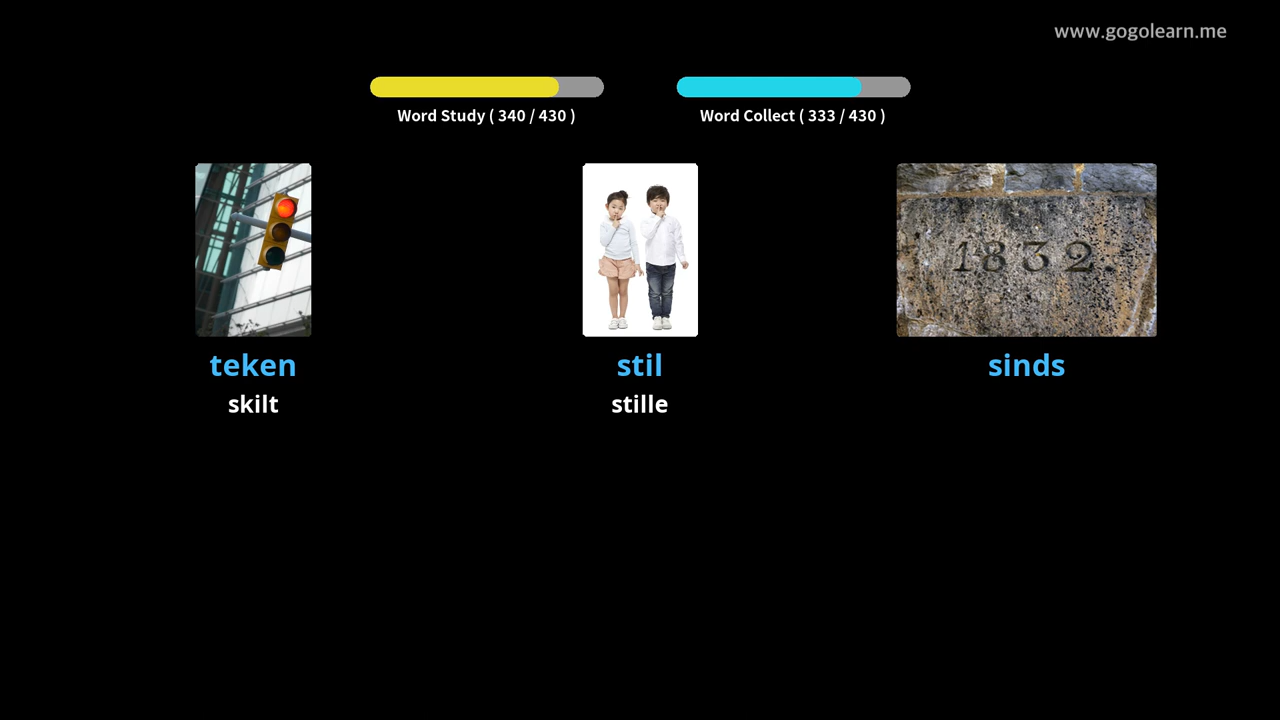 www.gogolearn.me
Word Study ( 340 / 430 )
Word Collect ( 333 / 430 )
1832.
teken
stil
sinds
skilt
stille